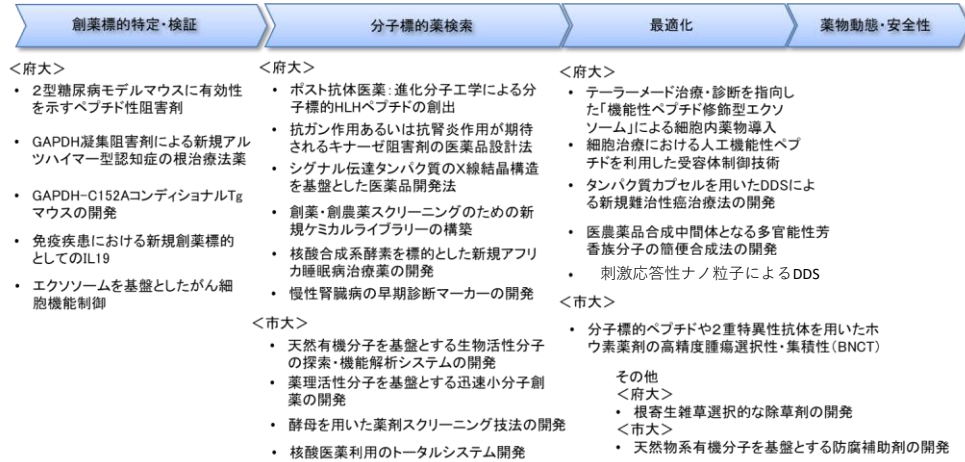 創薬標的特定・検証
分子標的薬検索
最適化
薬物動態・安全性
＜府大＞
• ２型糖尿病モデルマウスに有効性
を示すペプチド性阻害剤
• GAPDH凝集阻害剤による新規アル
ツハイマー型認知症の根治療法薬
• GAPDH-C152AコンディショナルTg
マウスの開発
• 免疫疾患における新規創薬標的
としてのIL19
• エクソソームを基盤としたがん細
胞機能制御
＜府大＞
• ポスト抗体医薬：進化分子工学による分
子標的HLHペプチドの創出
• 抗ガン作用あるいは抗腎炎作用が期待
されるキナーゼ阻害剤の医薬品設計法
• シグナル伝達タンパク質のX線結晶構造
を基盤とした医薬品開発法
• 創薬・創農薬スクリーニングのための新
規ケミカルライブラリーの構築
• 核酸合成系酵素を標的とした新規アフリ
カ睡眠病治療薬の開発
• 慢性腎臓病の早期診断マーカーの開発
＜市大＞
• 天然有機分子を基盤とする生物活性分子
の探索・機能解析システムの開発
• 薬理活性分子を基盤とする迅速小分子創
薬の開発
• 酵母を用いた薬剤スクリーニング技法の開発
• 核酸医薬利用のトータルシステム開発
＜府大＞
• テーラーメード治療・診断を指向し
た「機能性ペプチド修飾型エクソ
ソーム」による細胞内薬物導入
• 細胞治療における人工機能性ペプ
チドを利用した受容体制御技術
• タンパク質カプセルを用いたDDSによ
る新規難治性癌治療法の開発
• 医農薬品合成中間体となる多官能性芳
香族分子の簡便合成法の開発
• 刺激応答性ナノ粒子によるDDS
＜市大＞
• 分子標的ペプチドや２重特異性抗体を用いたホ
ウ素薬剤の高精度腫瘍選択性・集積性（BNCT）
その他
＜府大＞
• 根寄生雑草選択的な除草剤の開発
＜市大＞
• 天然物系有機分子を基盤とする防腐補助剤の開発